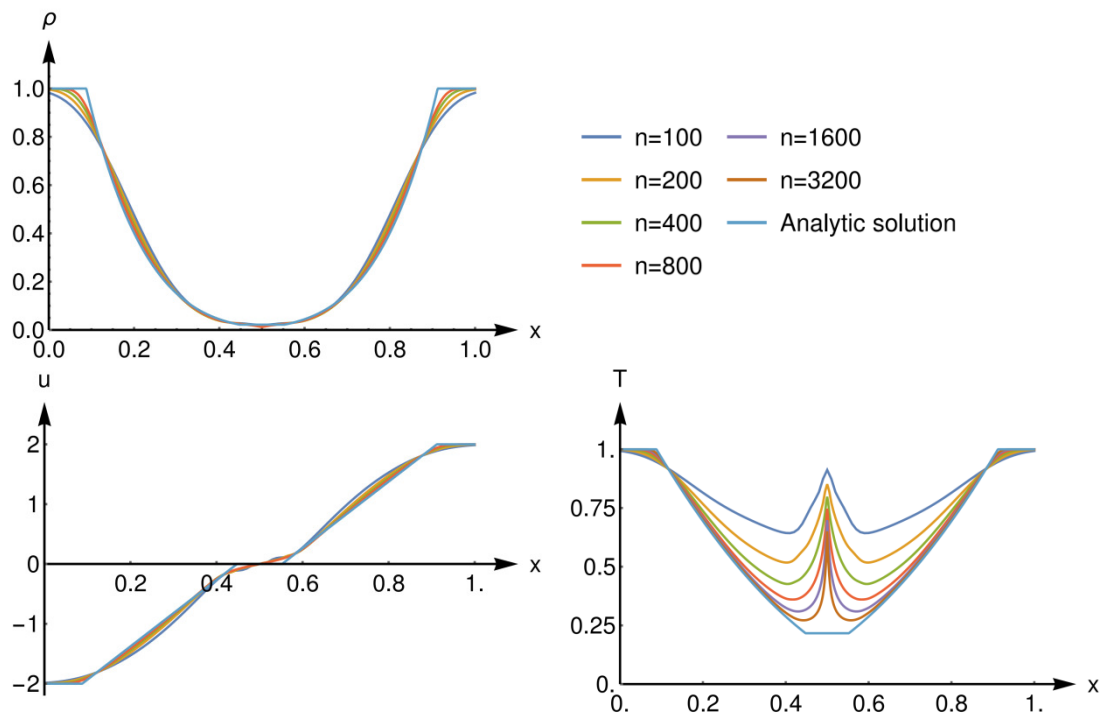 ρ
1.0
0.8
0.6
0.4
0.2
0.0
0.0 0.2 0.4 0.6 0.8 1.0 x
n=100 n=1600
n=200 n=3200
n=400 Analytic solution
n=800
u
2
1
0
−1
−2
0.2 0.4 0.6 0.8 1. x
T
1.
0.75
0.5
0.25
0.
0. 0.2 0.4 0.6 0.8 1. x